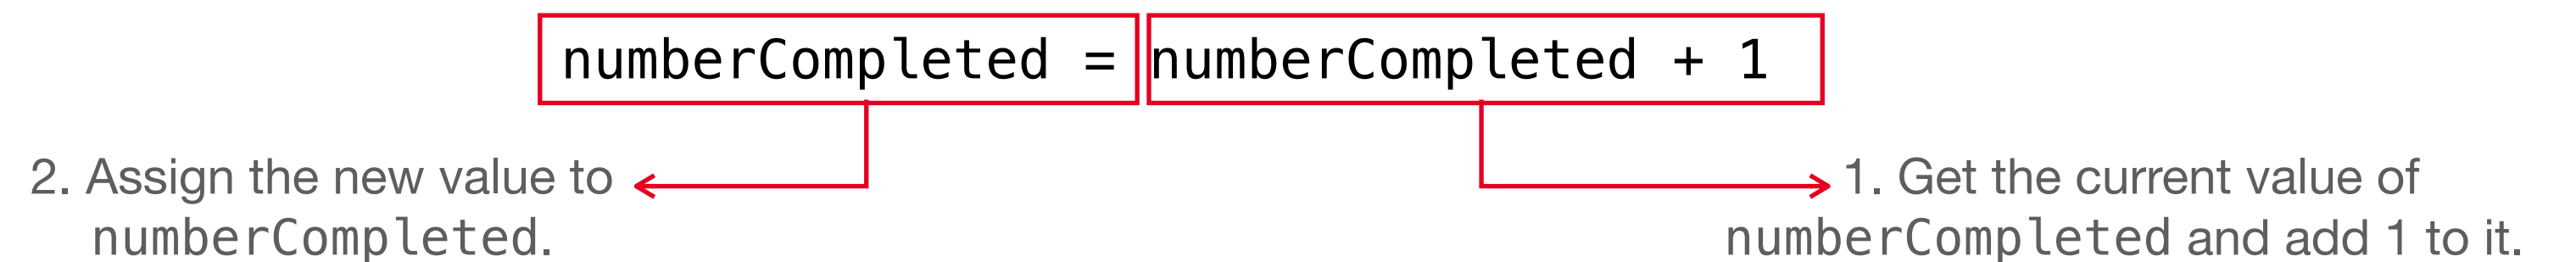 numberCompleted = numberCompleted + 1
2. Assign the new value to
numberCompleted.
1. Get the current value of
numberCompleted and add 1 to it.